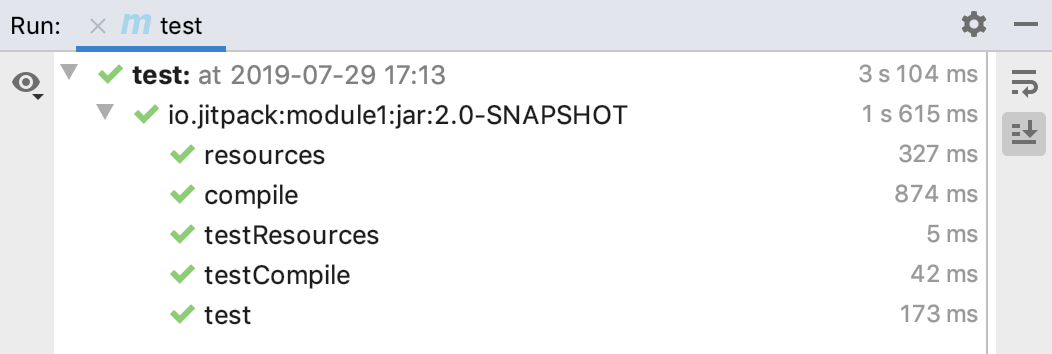 Run: m test
test: at 2019-07-29 17:13 3 s 104 ms
io.jitpack:module1:jar:2.0-SNAPSHOT 1 s 615 ms
resources 327 ms
compile 874 ms
testResources 5 ms
testCompile 42 ms
test 173 ms